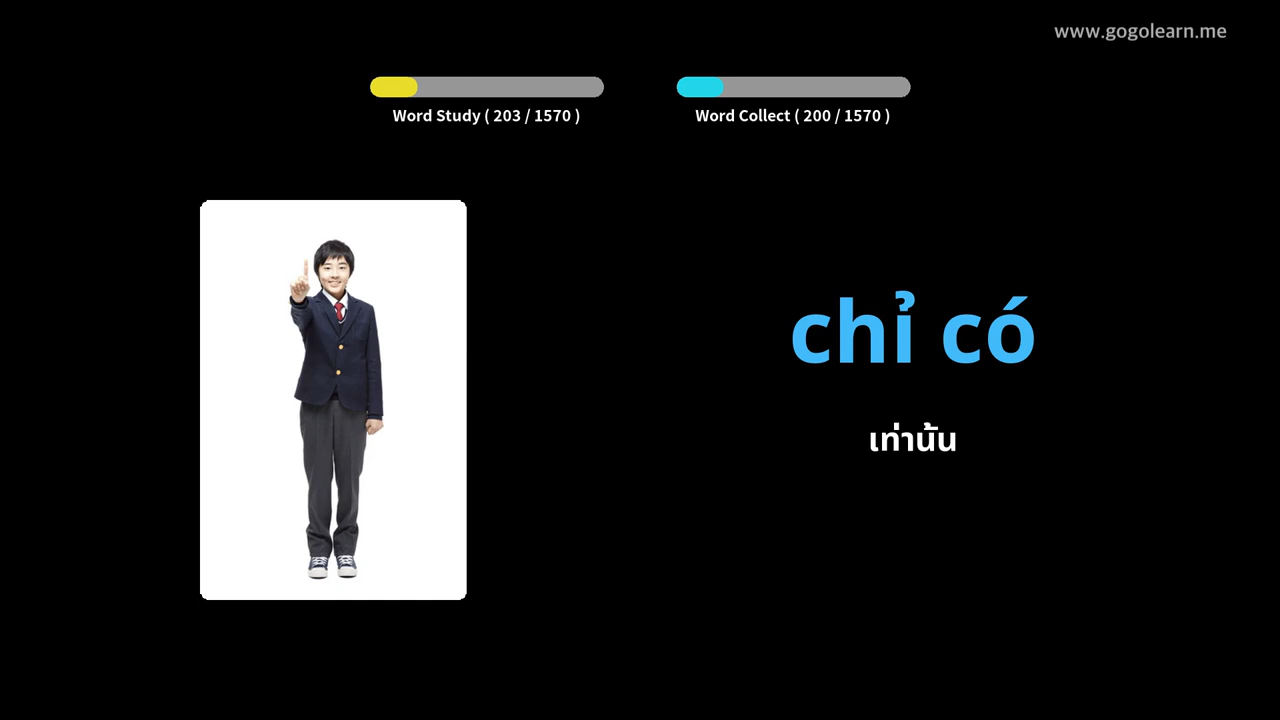 www.gogolearn.me
Word Study ( 203 / 1570 )
Word Collect ( 200 / 1570 )
chỉ có
เท่านั้น